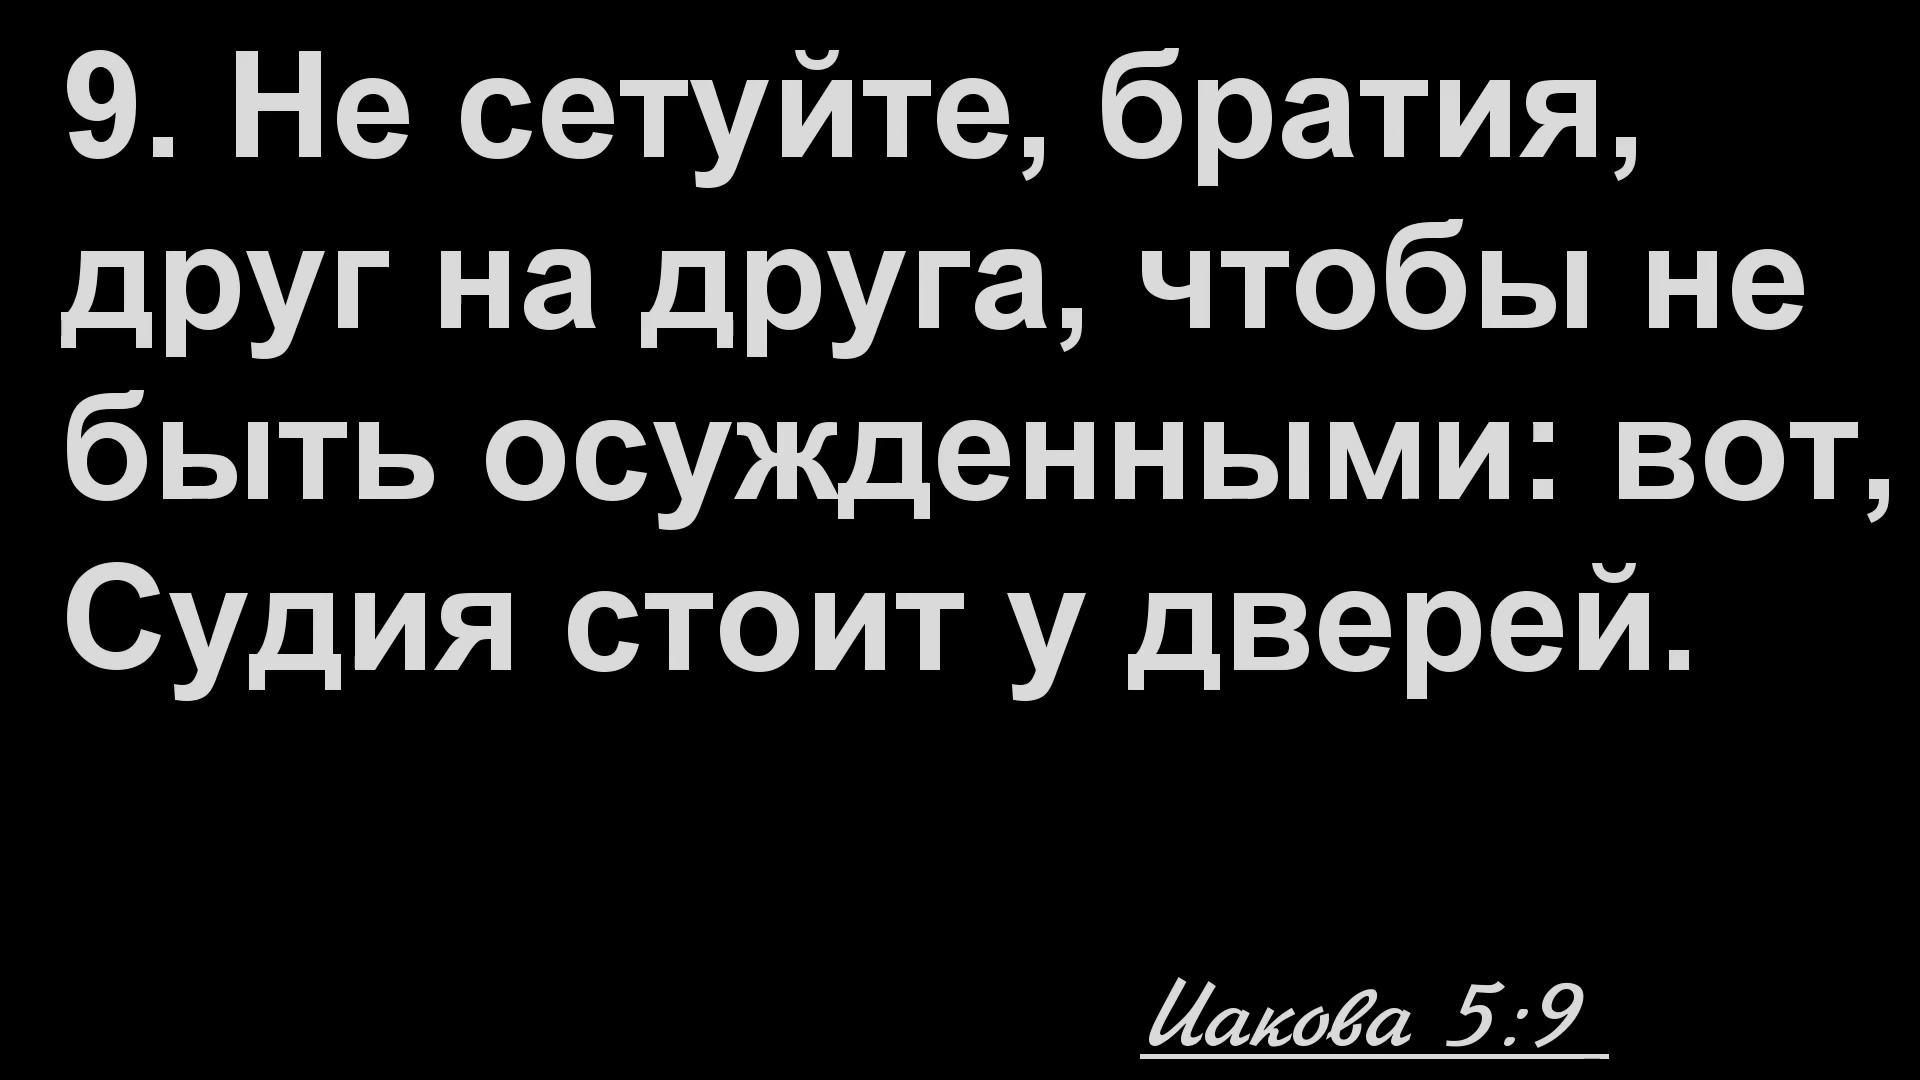 9. Не сетуйте, братия,
друг на друга, чтобы не
быть осужденными: вот,
Судия стоит у дверей.
Иакова 5:9